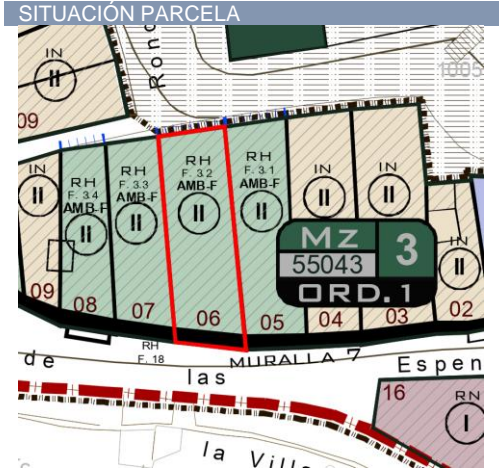 SITUACIÓN PARCELA
Rond
1005
IN
II
09
IN
II
09
RH
F. 3.4
AMB-F
II
08
RH
F. 3.3
AMB-F
II
07
RH
F. 3.2
AMB-F
II
06
RH
F. 3.1
AMB-F
II
05
IN
II
04
IN
II
03
IN
II
02
MZ 3
55043
ORD.1
RH
F. 18
MURALLA 7
de las Espen
16
RN
I
la Ville